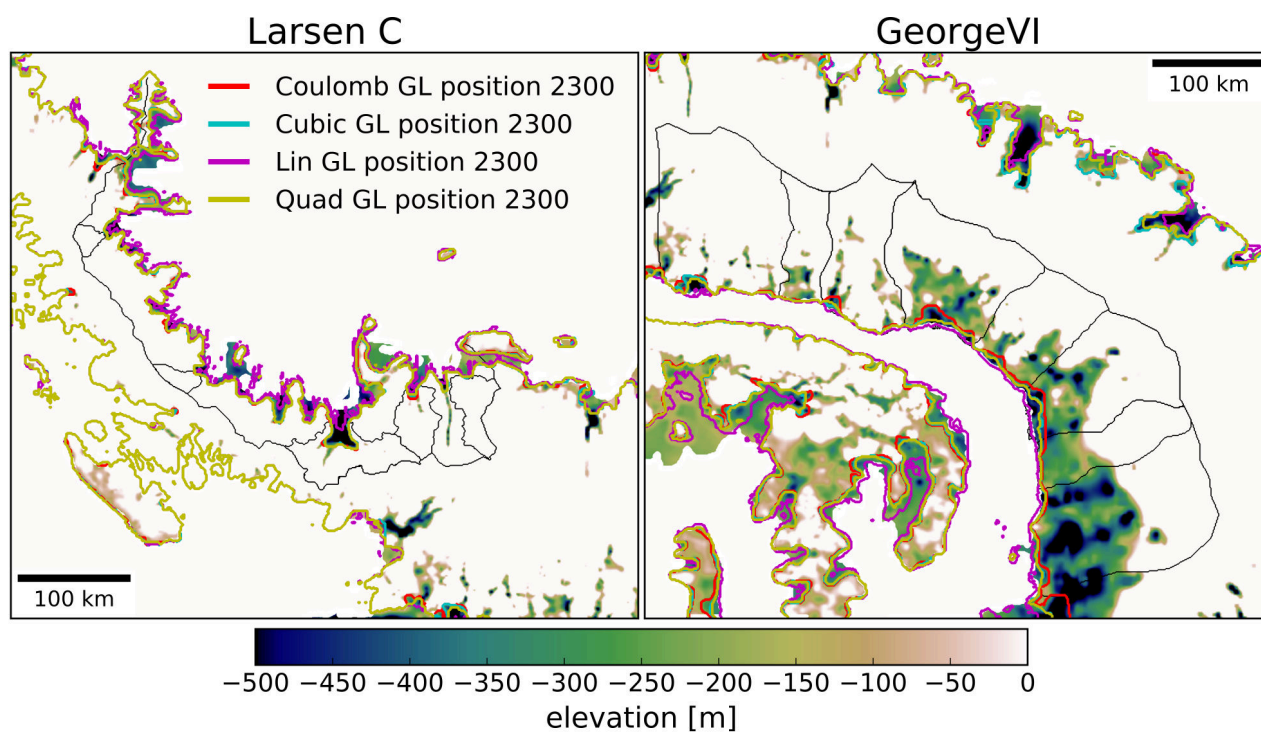 Larsen C
GeorgeVI
Coulomb GL position 2300
Cubic GL position 2300
Lin GL position 2300
Quad GL position 2300
100 km
100 km
−500 −450 −400 −350 −300 −250 −200 −150 −100 −50 0
elevation [m]